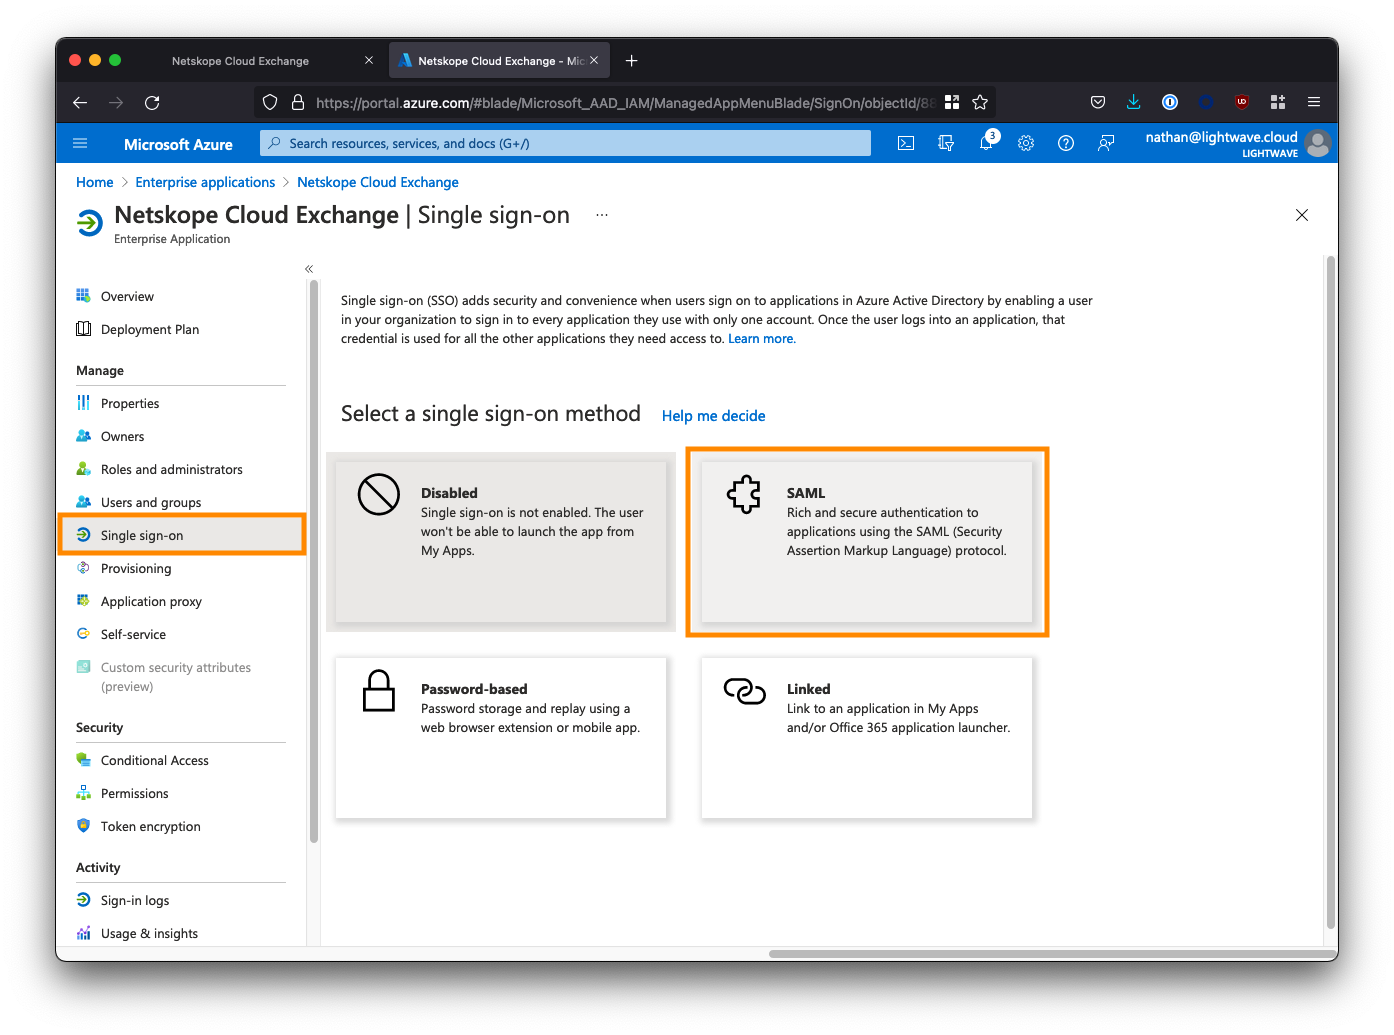 Netskope Cloud Exchange
Netskope Cloud Exchange - Mic
https://portal.azure.com/#blade/Microsoft_AAD_IAM/ManagedAppMenuBlade/SignOn/objectId/88
Microsoft Azure
Search resources, services, and docs (G+/)
3
nathan@lightwave.cloud
LIGHTWAVE
Home > Enterprise applications > Netskope Cloud Exchange
Netskope Cloud Exchange | Single sign-on ...
Enterprise Application
Overview
Deployment Plan
Manage
Properties
Owners
Roles and administrators
Users and groups
Single sign-on
Provisioning
Application proxy
Self-service
Custom security attributes
(preview)
Security
Conditional Access
Permissions
Token encryption
Activity
Sign-in logs
Usage & insights
Single sign-on (SSO) adds security and convenience when users sign on to applications in Azure Active Directory by enabling a user
in your organization to sign in to every application they use with only one account. Once the user logs into an application, that
credential is used for all the other applications they need access to. Learn more.
Select a single sign-on method Help me decide
Disabled
Single sign-on is not enabled. The user
won't be able to launch the app from
My Apps.
SAML
Rich and secure authentication to
applications using the SAML (Security
Assertion Markup Language) protocol.
Password-based
Password storage and replay using a
web browser extension or mobile app.
Linked
Link to an application in My Apps
and/or Office 365 application launcher.